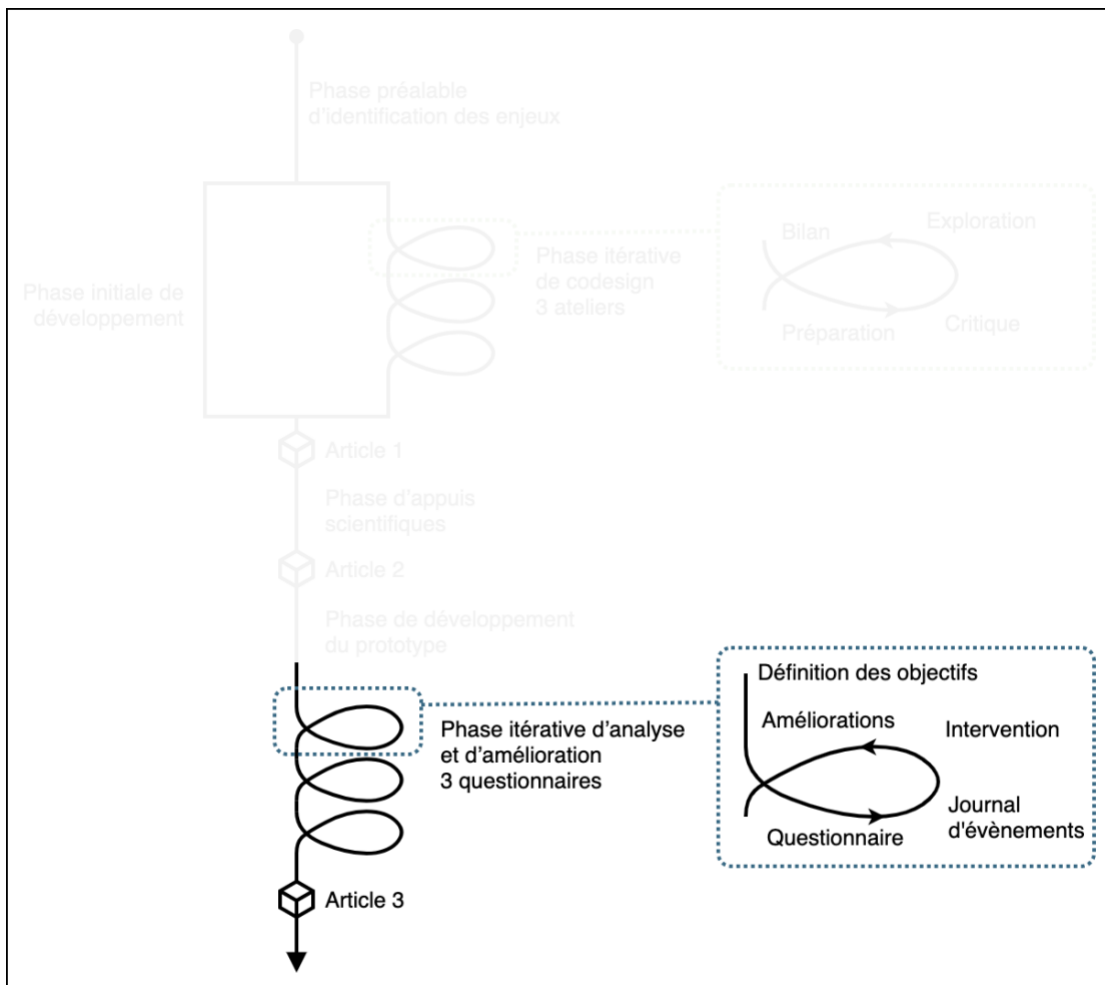 Phase préalable
d'identification des enjeux
Bilan
Exploration
Phase itérative
de codesign
3 ateliers
Phase initiale de
développement
Préparation
Critique
Article 1
Phase d'appuis
scientifiques
Article 2
Phase de développement
du prototype
Définition des objectifs
Améliorations
Intervention
Phase itérative d'analyse
et d'amélioration
3 questionnaires
Journal
d'évènements
Questionnaire
Article 3